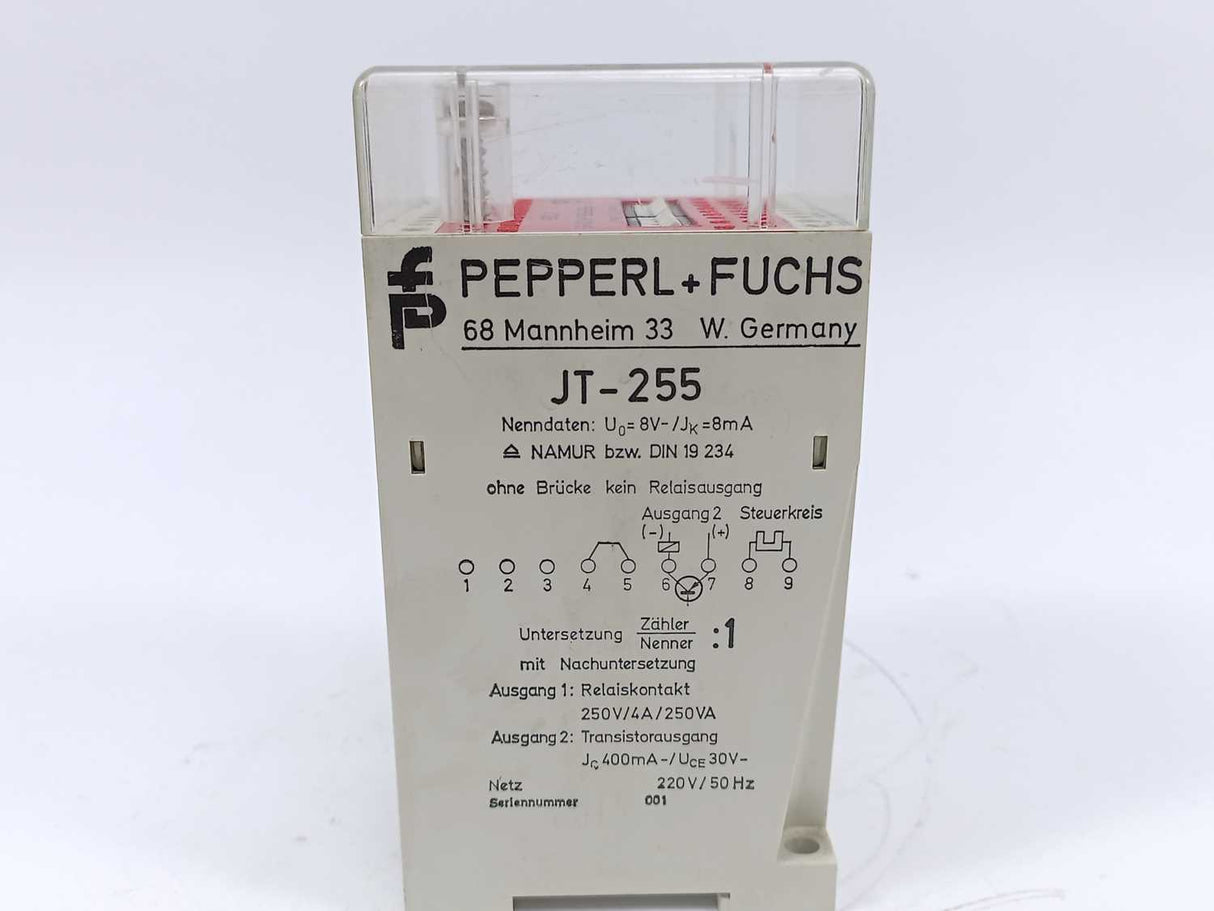 PEPPERL+FUCHS
68 Mannheim 33 W. Germany
JT-255
Nenndaten: U0=8V-/JK=8mA
≙ NAMUR bzw. DIN 19 234
ohne Brücke kein Relaisausgang
Ausgang 2 Steuerkreis
(-) (+)
1 2 3 4 5 6 7 8 9
Untersetzung Zähler/Nenner :1
mit Nachuntersetzung
Ausgang 1: Relaiskontakt
250V/4A/250VA
Ausgang 2: Transistorausgang
JC 400mA-/UCE 30V-
Netz 220V/50 Hz
Seriennummer 001